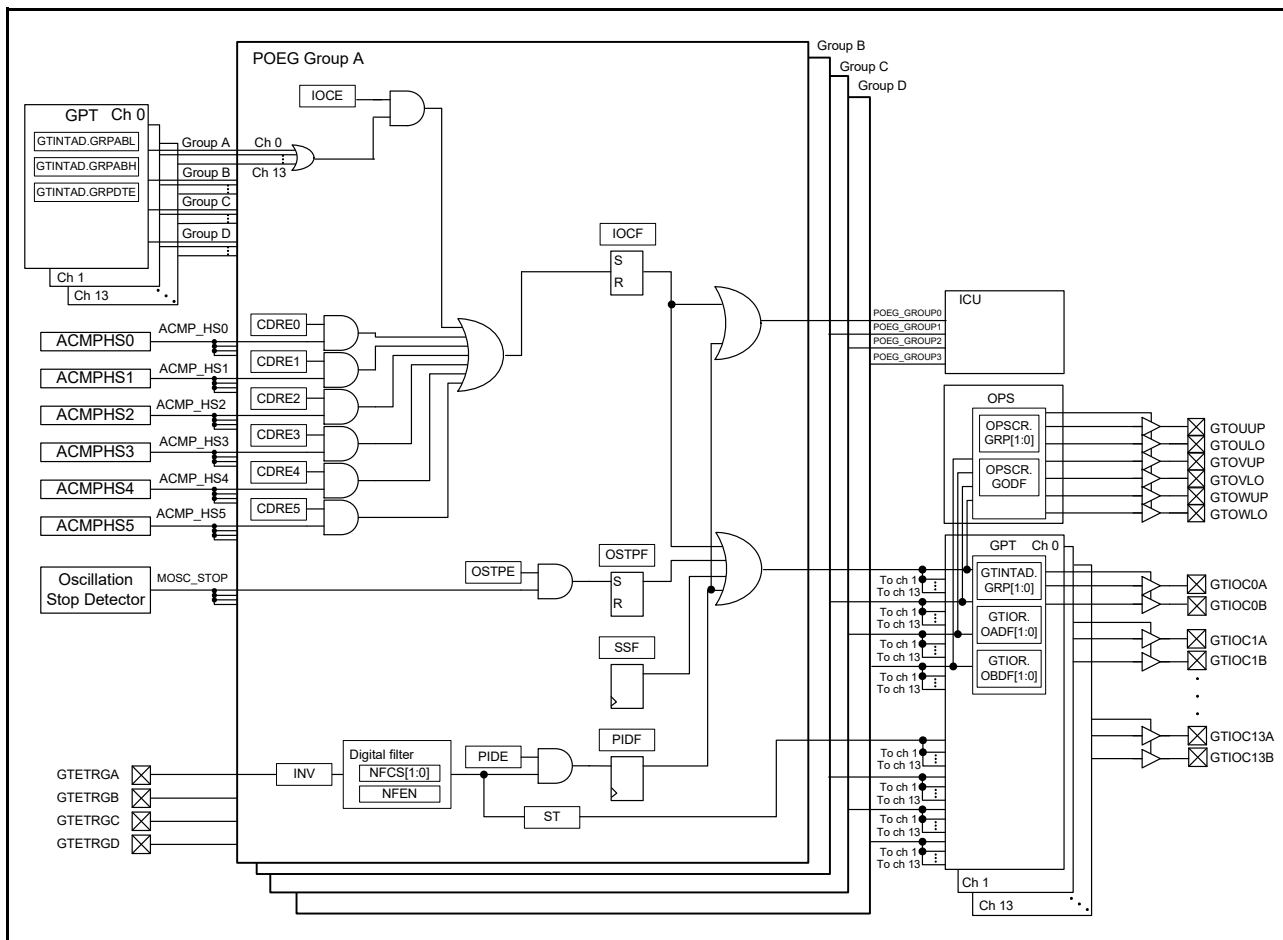 POEG Group A
Group B
Group C
Group D
GPT Ch 0
GTINTAD.GRPABL
GTINTAD.GRPABH
GTINTAD.GRPDTE
Ch 1
Ch 13
Group A
Group B
Group C
Group D
Ch 0
Ch 13
IOCE
ACMPHS0
ACMP_HS0
CDRE0
ACMPHS1
ACMP_HS1
CDRE1
ACMPHS2
ACMP_HS2
CDRE2
ACMPHS3
ACMP_HS3
CDRE3
ACMPHS4
ACMP_HS4
CDRE4
ACMPHS5
ACMP_HS5
CDRE5
IOCF
S
R
Oscillation
Stop Detector
MOSC_STOP
OSTPE
OSTPF
S
R
SSF
GTETRGA
GTETRGB
GTETRGC
GTETRGD
INV
Digital filter
NFCS[1:0]
NFEN
PIDE
PIDF
ST
POEG_GROUP0
POEG_GROUP1
POEG_GROUP2
POEG_GROUP3
ICU
OPS
OPSCR.
GRP[1:0]
OPSCR.
GODF
GTOUUP
GTOULO
GTOVUP
GTOVLO
GTOWUP
GTOWLO
To ch 1
To ch 13
To ch 1
To ch 13
To ch 1
To ch 13
To ch 1
To ch 13
To ch 1
To ch 13
To ch 1
To ch 13
To ch 1
To ch 13
To ch 1
To ch 13
GPT Ch 0
GTINTAD.
GRP[1:0]
GTIOR.
OADF[1:0]
GTIOR.
OBDF[1:0]
Ch 1
Ch 13
GTIOC0A
GTIOC0B
GTIOC1A
GTIOC1B
GTIOC13A
GTIOC13B